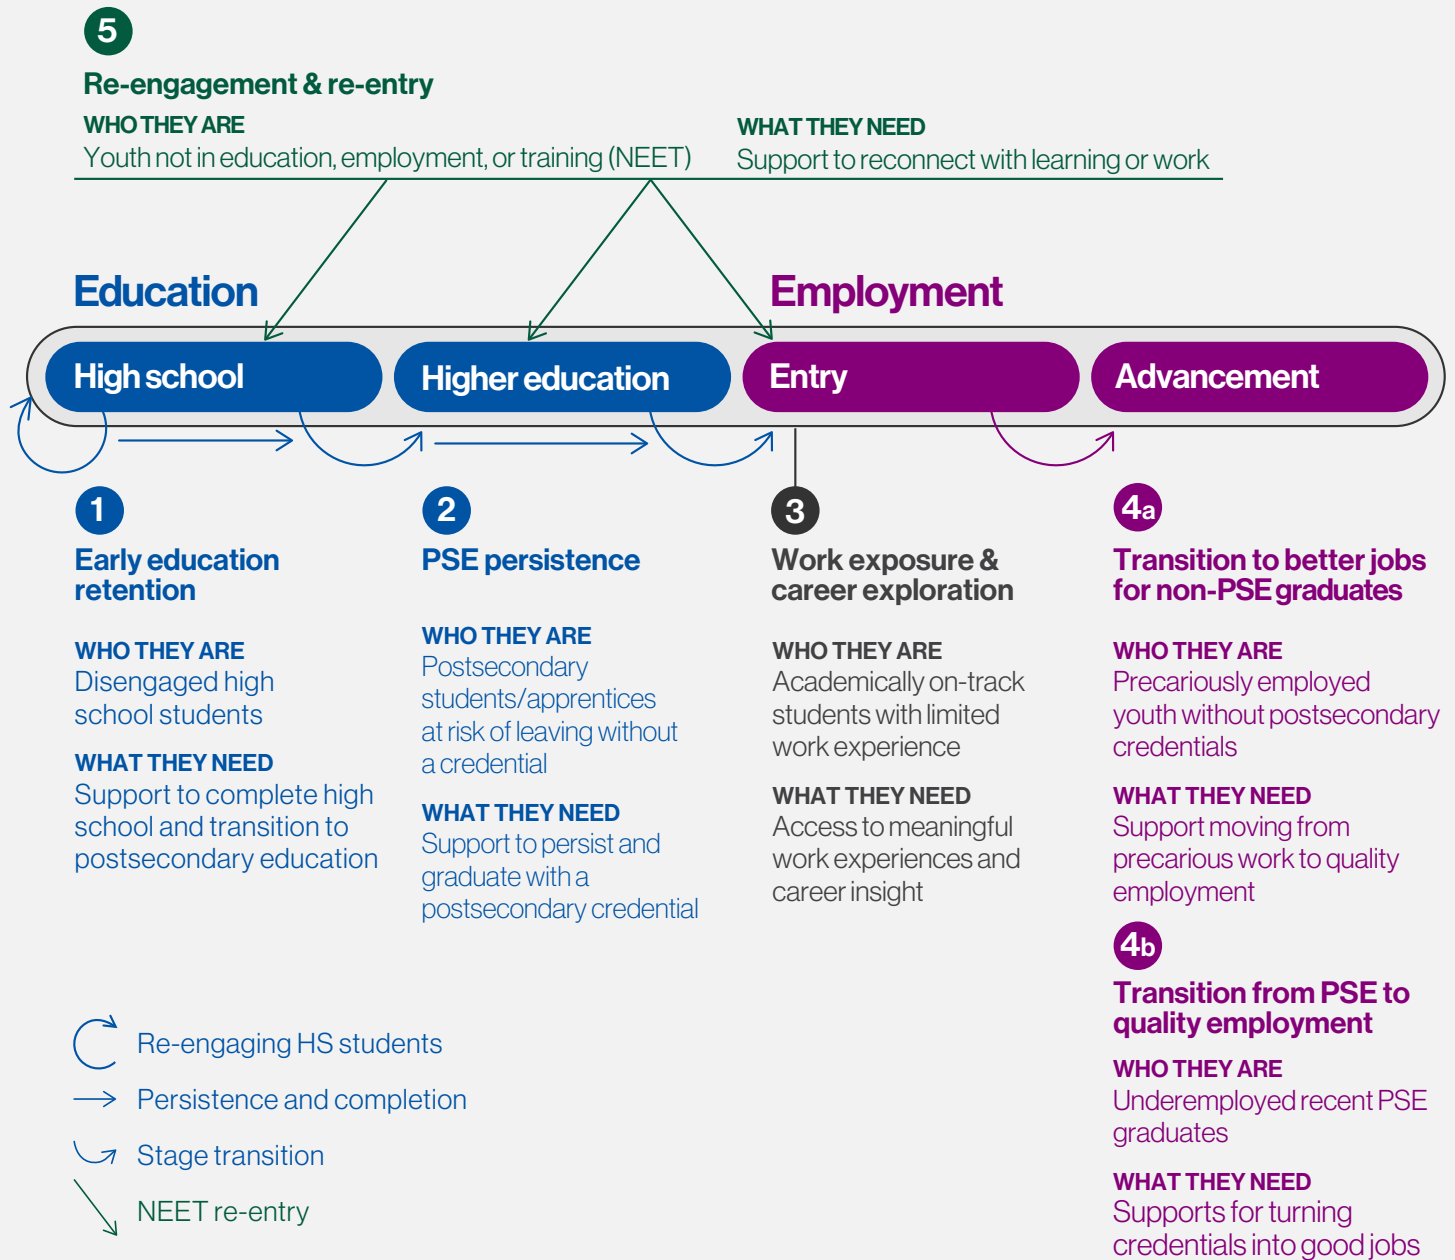 5
Re-engagement & re-entry
WHO THEY ARE
Youth not in education, employment, or training (NEET)
WHAT THEY NEED
Support to reconnect with learning or work
Education
Employment
High school
Higher education
Entry
Advancement
1
Early education
retention
WHO THEY ARE
Disengaged high
school students
WHAT THEY NEED
Support to complete high
school and transition to
postsecondary education
2
PSE persistence
WHO THEY ARE
Postsecondary
students/apprentices
at risk of leaving without
a credential
WHAT THEY NEED
Support to persist and
graduate with a
postsecondary credential
3
Work exposure &
career exploration
WHO THEY ARE
Academically on-track
students with limited
work experience
WHAT THEY NEED
Access to meaningful
work experiences and
career insight
4a
Transition to better jobs
for non-PSE graduates
WHO THEY ARE
Precariously employed
youth without postsecondary
credentials
WHAT THEY NEED
Support moving from
precarious work to quality
employment
4b
Transition from PSE to
quality employment
WHO THEY ARE
Underemployed recent PSE
graduates
WHAT THEY NEED
Supports for turning
credentials into good jobs
Re-engaging HS students
Persistence and completion
Stage transition
NEET re-entry